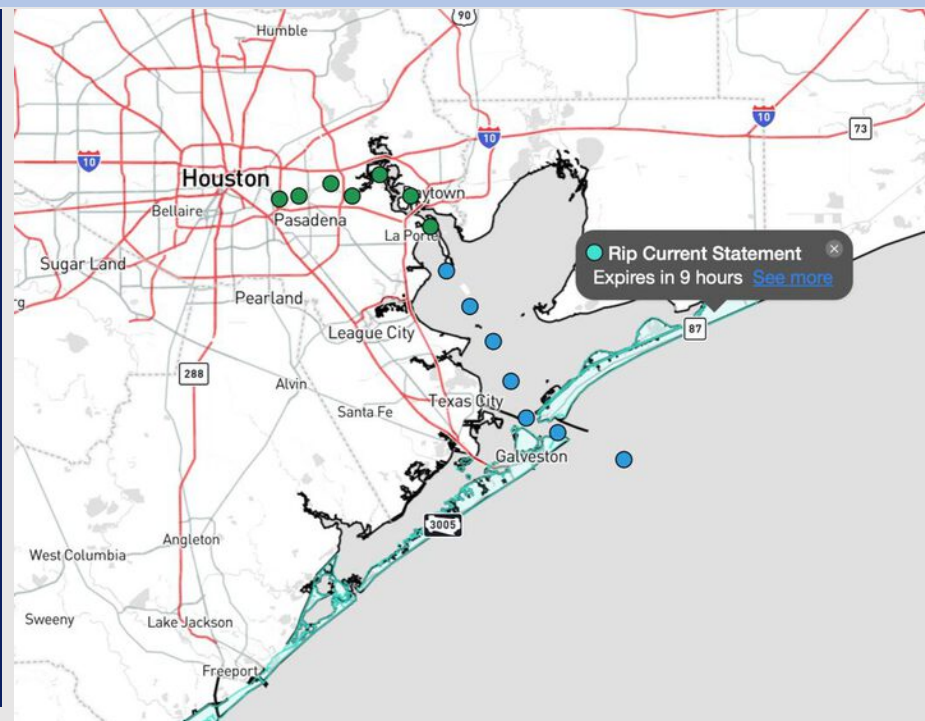 90
Humble
10
10
73
10
Houston
Baytown
Bellaire
Pasadena
La Porte
Rip Current Statement
Expires in 9 hours See more
Sugar Land
Pearland
87
League City
288
Alvin
Texas City
Santa Fe
Galveston
3005
Angleton
West Columbia
Sweeny
Lake Jackson
Freeport